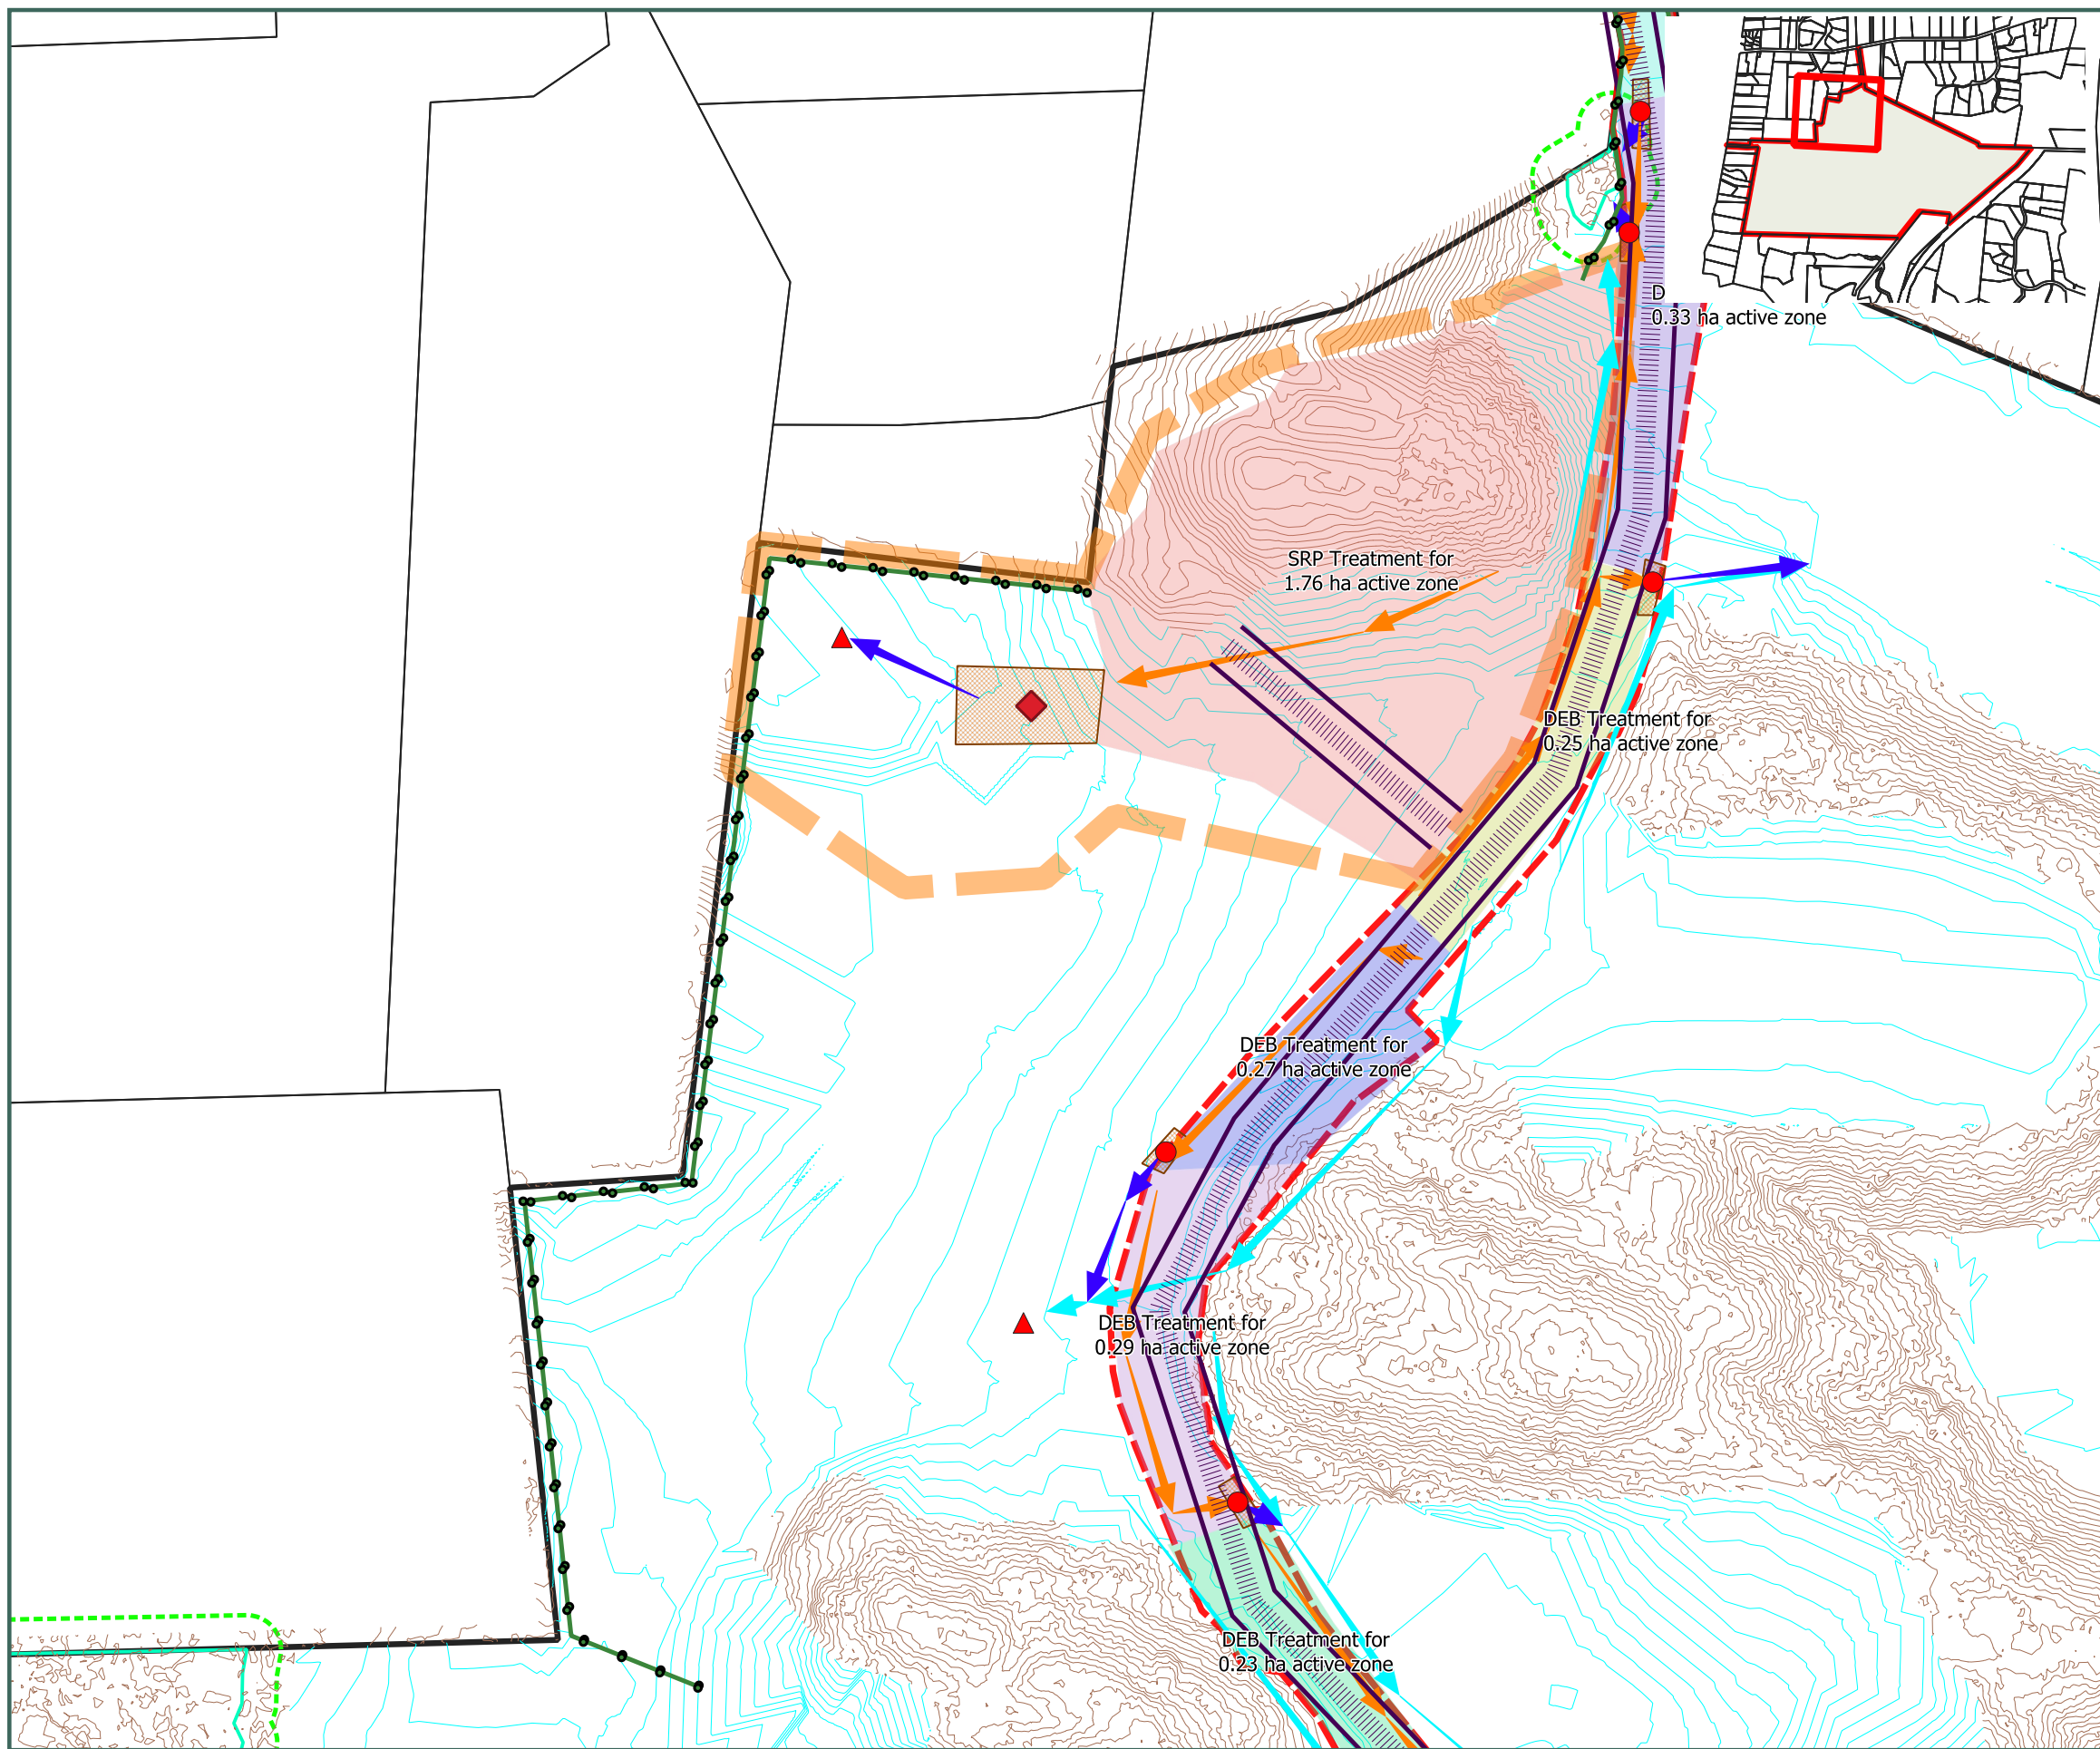 D
0.33 ha active zone
SRP Treatment for
1.76 ha active zone
DEB Treatment for
0.25 ha active zone
DEB Treatment for
0.27 ha active zone
DEB Treatment for
0.29 ha active zone
DEB Treatment for
0.23 ha active zone